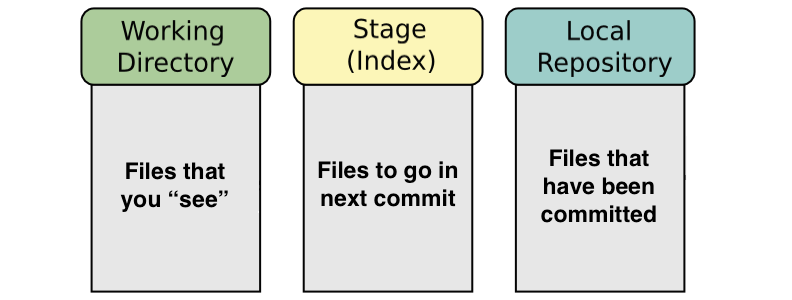 Working
Directory
Files that
you “see”
Stage
(Index)
Files to go in
next commit
Local
Repository
Files that
have been
committed